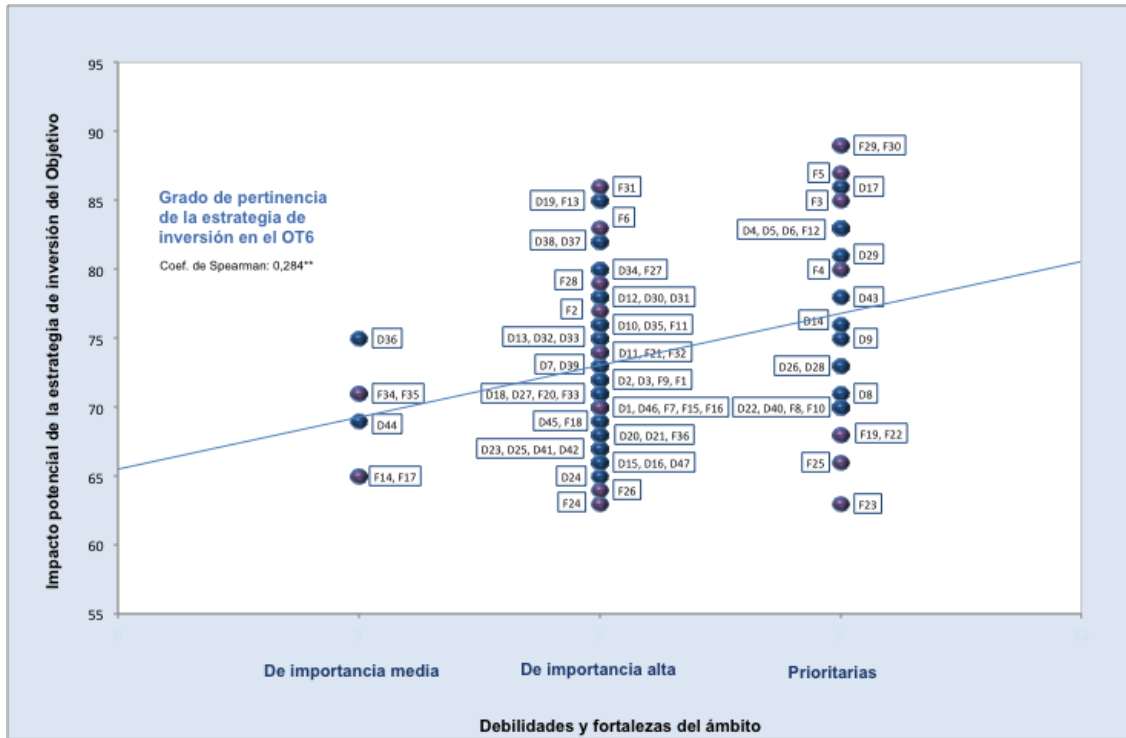 95
90
85
80
75
70
65
60
55
Impacto potencial de la estrategia de inversión del Objetivo
Grado de pertinencia
de la estrategia de
inversión en el OT6
Coef. de Spearman: 0,284**
D36
F34, F35
D44
F14, F17
F31
D19, F13
F6
D38, D37
D34, F27
F28
D12, D30, D31
F2
D10, D35, F11
D13, D32, D33
D11, F21, F32
D7, D39
D2, D3, F9, F1
D18, D27, F20, F33
D1, D46, F7, F15, F16
D45, F18
D20, D21, F36
D23, D25, D41, D42
D15, D16, D47
D24
F26
F24
F29, F30
F5
D17
F3
D4, D5, D6, F12
D29
F4
D43
D14
D9
D26, D28
D8
D22, D40, F8, F10
F19, F22
F25
F23
De importancia media
De importancia alta
Prioritarias
Debilidades y fortalezas del ámbito